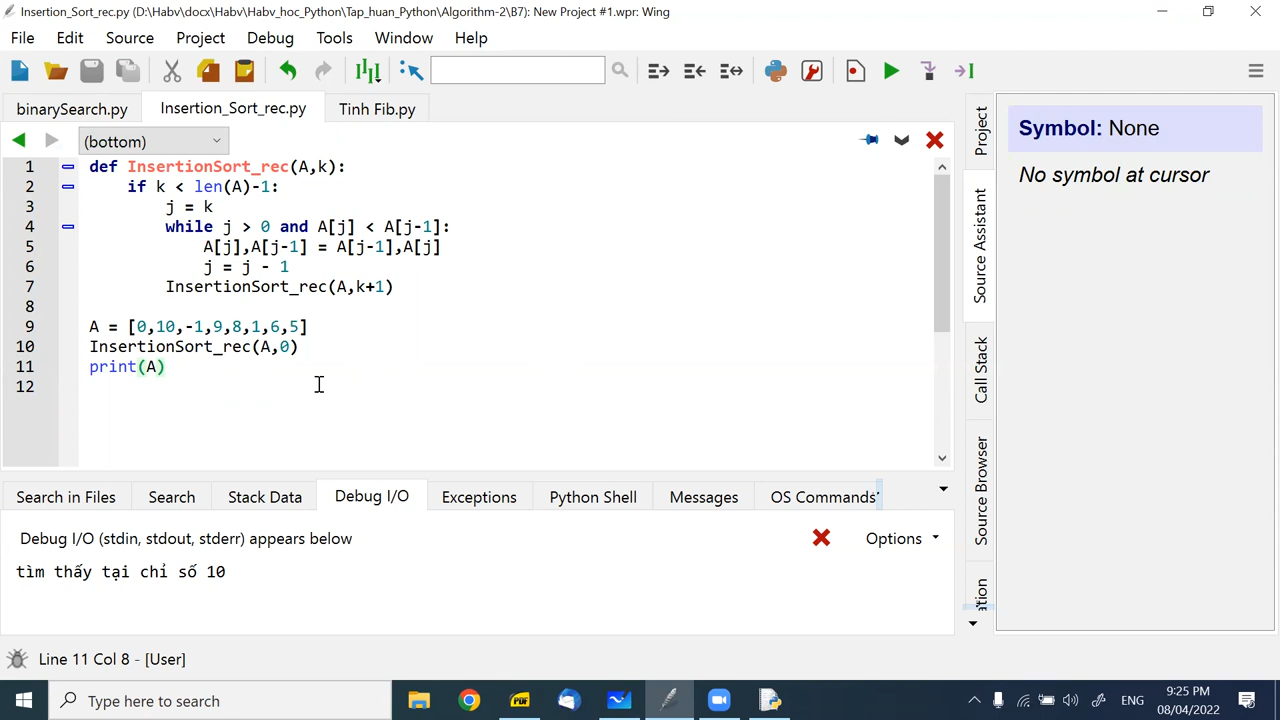 Insertion_Sort_rec.py (D:\Habv\docx\Habv\Habv_hoc_Python\Tap_huan_Python\Algorithm-2\B7): New Project #1.wpr: Wing
File Edit Source Project Debug Tools Window Help
binarySearch.py Insertion_Sort_rec.py Tinh Fib.py
(bottom)
1 def InsertionSort_rec(A,k):
2 if k < len(A)-1:
3 j = k
4 while j > 0 and A[j] < A[j-1]:
5 A[j],A[j-1] = A[j-1],A[j]
6 j = j - 1
7 InsertionSort_rec(A,k+1)
8
9 A = [0,10,-1,9,8,1,6,5]
10 InsertionSort_rec(A,0)
11 print(A)
12
Project
Source Assistant
Call Stack
Source Browser
Symbol: None
No symbol at cursor
Search in Files Search Stack Data Debug I/O Exceptions Python Shell Messages OS Commands
Debug I/O (stdin, stdout, stderr) appears below
Options
tìm thấy tại chỉ số 10
Line 11 Col 8 - [User]
Type here to search
PDF
ENG
9:25 PM
08/04/2022